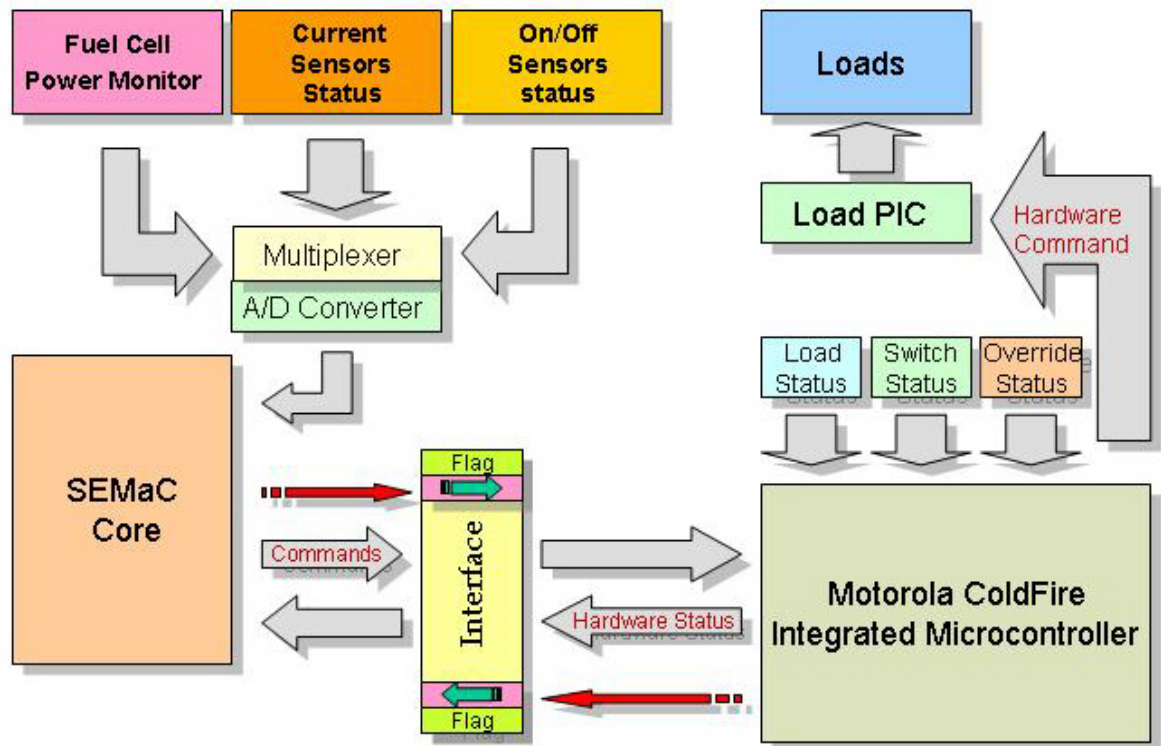 Fuel Cell
Power Monitor
Current
Sensors
Status
On/Off
Sensors
status
Loads
Load PIC
Hardware
Command
Multiplexer
A/D Converter
Load
Status
Switch
Status
Override
Status
SEMaC
Core
Flag
Commands
Interface
Hardware Status
Flag
Motorola ColdFire
Integrated Microcontroller